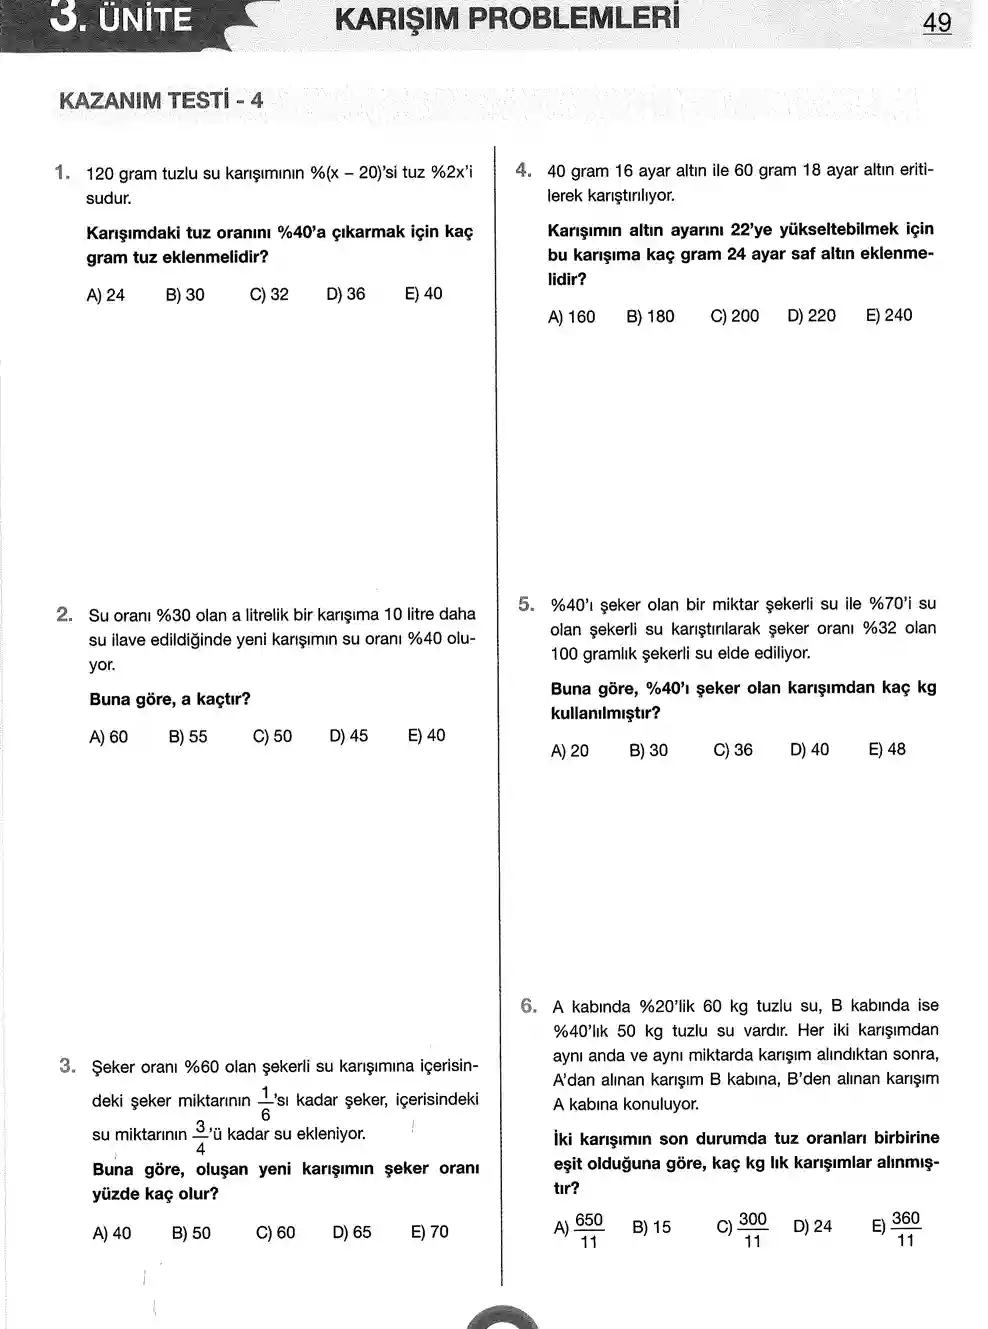 3. ÜNİTE
KARIŞIM PROBLEMLERİ
49
KAZANIM TESTİ - 4
1. 120 gram tuzlu su karışımının %(x – 20)'si tuz %2x'i
sudur.
Karışımdaki tuz oranını %40'a çıkarmak için kaç
gram tuz eklenmelidir?
A) 24 B) 30 C) 32 D) 36 E) 40
2. Su oranı %30 olan a litrelik bir karışıma 10 litre daha
su ilave edildiğinde yeni karışımın su oranı %40 olu-
yor.
Buna göre, a kaçtır?
A) 60 B) 55 C) 50 D) 45 E) 40
3. Şeker oranı %60 olan şekerli su karışımına içerisin-
deki şeker miktarının 1/6'sı kadar şeker, içerisindeki
su miktarının 3/4'ü kadar su ekleniyor.
Buna göre, oluşan yeni karışımın şeker oranı
yüzde kaç olur?
A) 40 B) 50 C) 60 D) 65 E) 70
4. 40 gram 16 ayar altın ile 60 gram 18 ayar altın eriti-
lerek karıştırılıyor.
Karışımın altın ayarını 22'ye yükseltebilmek için
bu karışıma kaç gram 24 ayar saf altın eklenme-
lidir?
A) 160 B) 180 C) 200 D) 220 E) 240
5. %40'ı şeker olan bir miktar şekerli su ile %70'i su
olan şekerli su karıştırılarak şeker oranı %32 olan
100 gramlık şekerli su elde ediliyor.
Buna göre, %40'ı şeker olan karışımdan kaç kg
kullanılmıştır?
A) 20 B) 30 C) 36 D) 40 E) 48
6. A kabında %20'lik 60 kg tuzlu su, B kabında ise
%40'lık 50 kg tuzlu su vardır. Her iki karışımdan
aynı anda ve aynı miktarda karışım alındıktan sonra,
A'dan alınan karışım B kabına, B'den alınan karışım
A kabına konuluyor.
İki karışımın son durumda tuz oranları birbirine
eşit olduğuna göre, kaç kg lık karışımlar alınmış-
tır?
A) 650/11 B) 15 C) 300/11 D) 24 E) 360/11